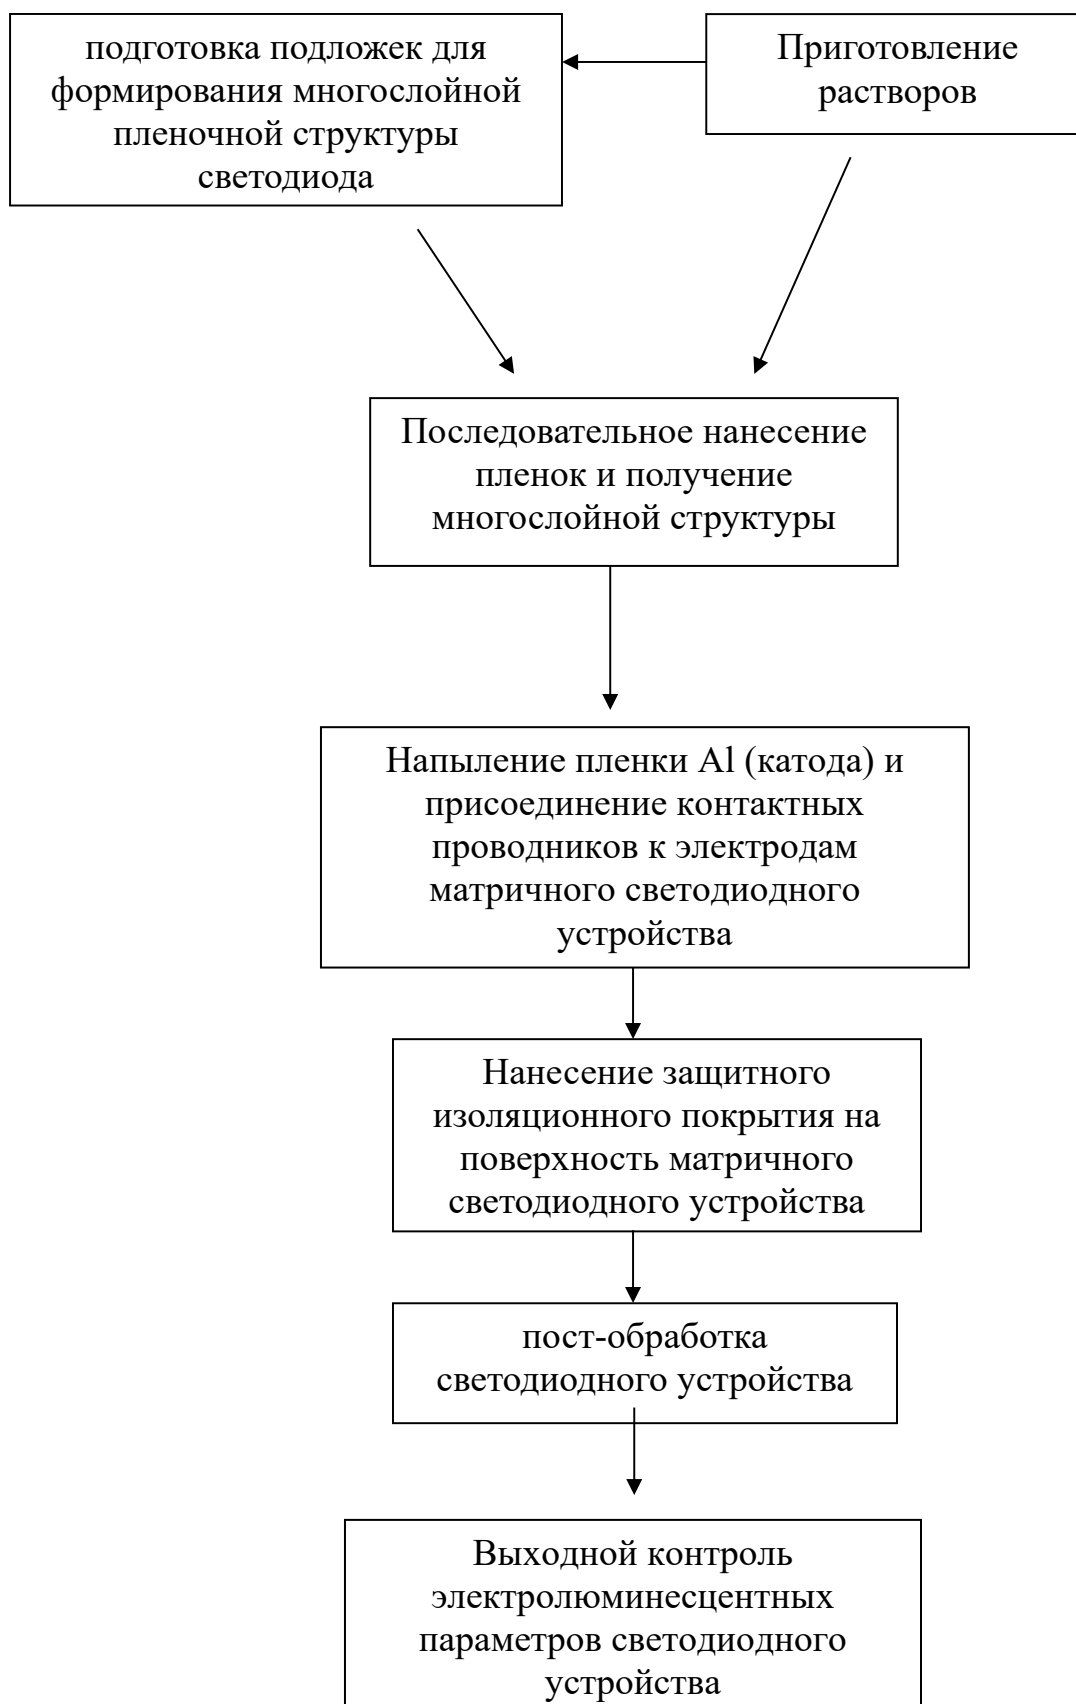 подготовка подложек для
формирования многослойной
пленочной структуры
светодиода
Приготовление
растворов
Последовательное нанесение
пленок и получение
многослойной структуры
Напыление пленки Al (катода) и
присоединение контактных
проводников к электродам
матричного светодиодного
устройства
Нанесение защитного
изоляционного покрытия на
поверхность матричного
светодиодного устройства
пост-обработка
светодиодного устройства
Выходной контроль
электролюминесцентных
параметров светодиодного
устройства